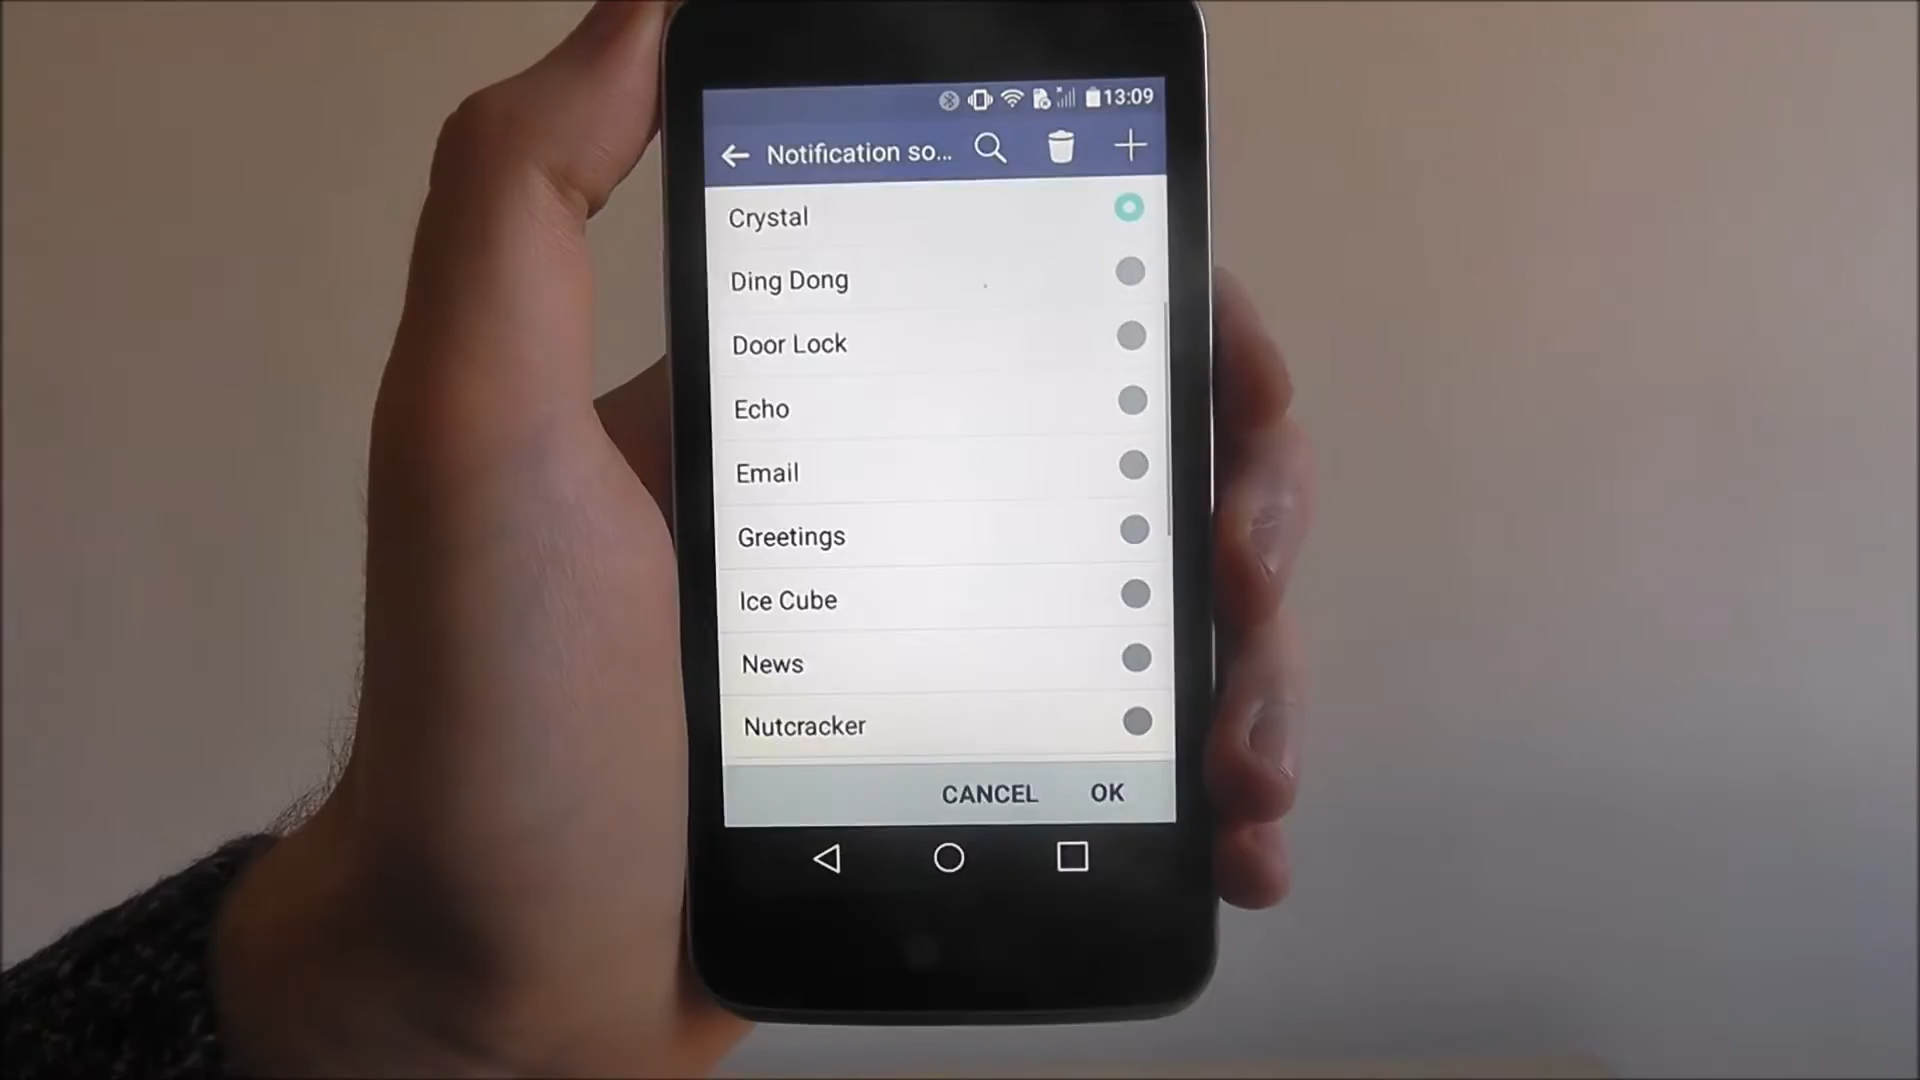 13:09
Notification so...
Crystal
Ding Dong
Door Lock
Echo
Email
Greetings
Ice Cube
News
Nutcracker
CANCEL OK